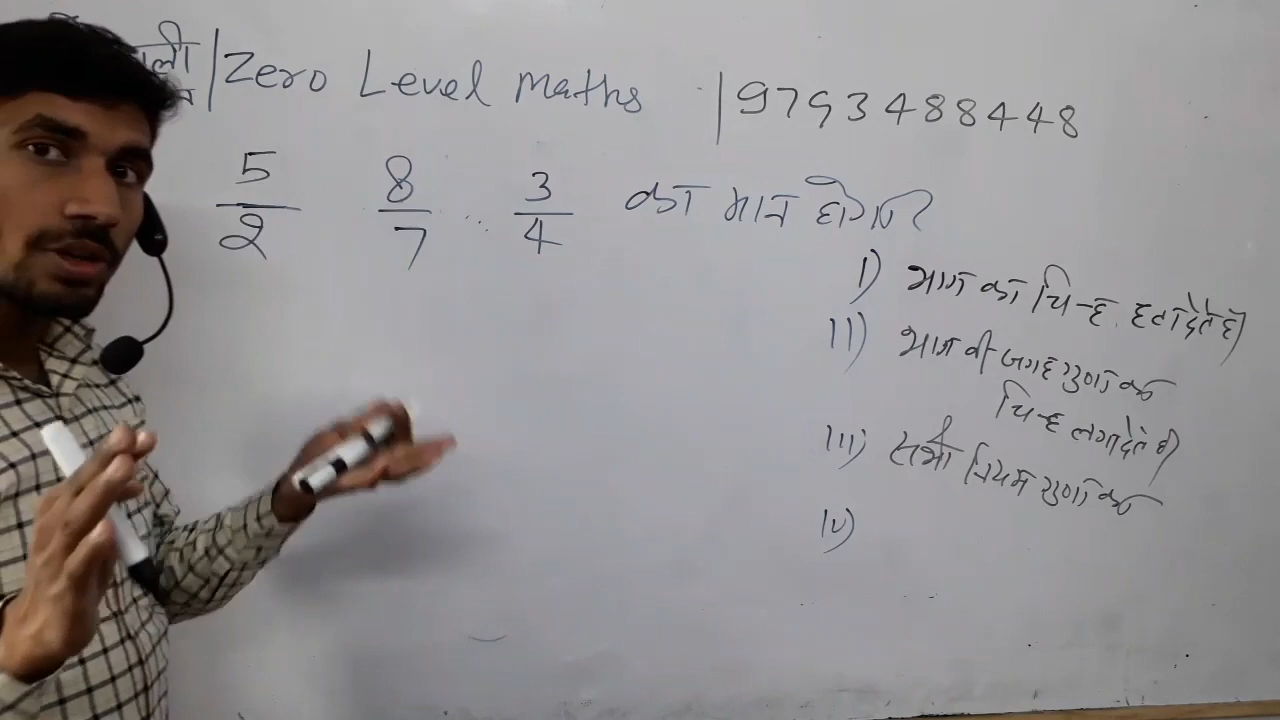 ली | Zero Level Maths | 9793488448
5/2 8/7 3/4 का मान होगा?
I) भाग का चिन्ह हटा देते हैं
II) भाग की जगह गुणा का
चिन्ह लगा देते हैं
III) सभी नियम गुणा का
IV)